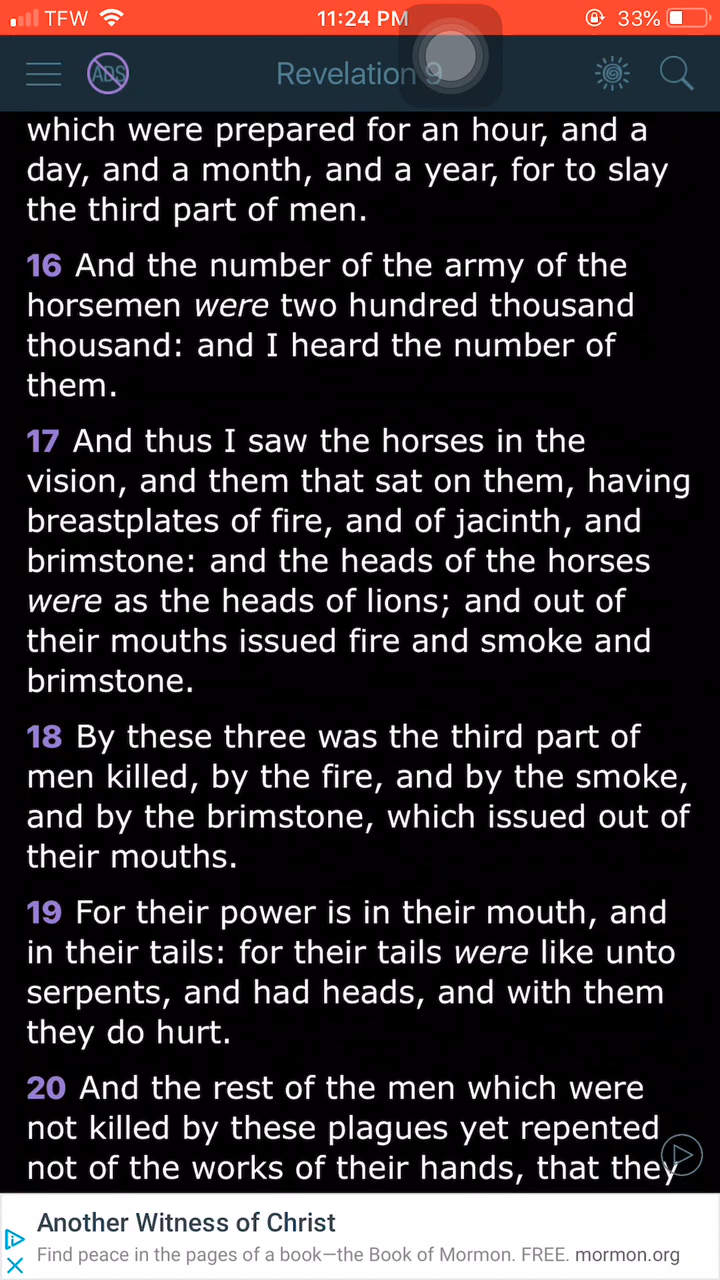 TFW 11:24 PM 33%
ADS Revelation 9
which were prepared for an hour, and a
day, and a month, and a year, for to slay
the third part of men.
16 And the number of the army of the
horsemen were two hundred thousand
thousand: and I heard the number of
them.
17 And thus I saw the horses in the
vision, and them that sat on them, having
breastplates of fire, and of jacinth, and
brimstone: and the heads of the horses
were as the heads of lions; and out of
their mouths issued fire and smoke and
brimstone.
18 By these three was the third part of
men killed, by the fire, and by the smoke,
and by the brimstone, which issued out of
their mouths.
19 For their power is in their mouth, and
in their tails: for their tails were like unto
serpents, and had heads, and with them
they do hurt.
20 And the rest of the men which were
not killed by these plagues yet repented
not of the works of their hands, that they
Another Witness of Christ
Find peace in the pages of a book—the Book of Mormon. FREE. mormon.org